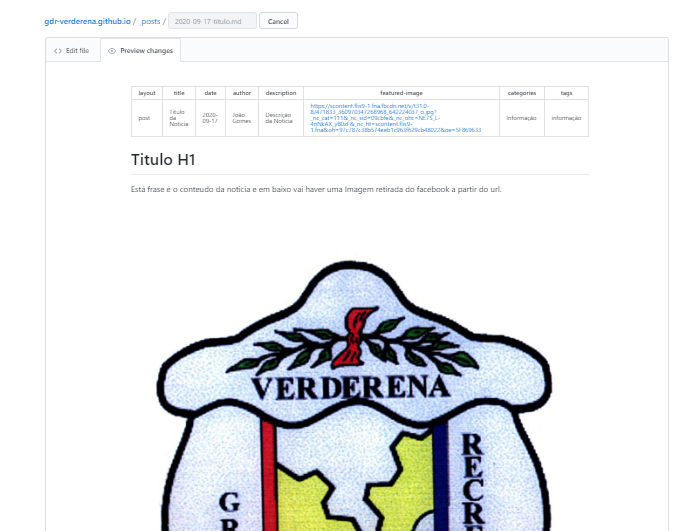 gdr-verderena.github.io / _posts / 2020-09-17-titulo.md Cancel
Edit file Preview changes
layout title date author description featured-image categories tags
post Titulo da Noticia 2020-09-17 João Gomes Descrição da Noticia Informação informação
Titulo H1
Está frase é o conteudo da noticia e em baixo vai haver uma Imagem retirada do facebook a partir do url.
VERDERENA
G
R
RECRE